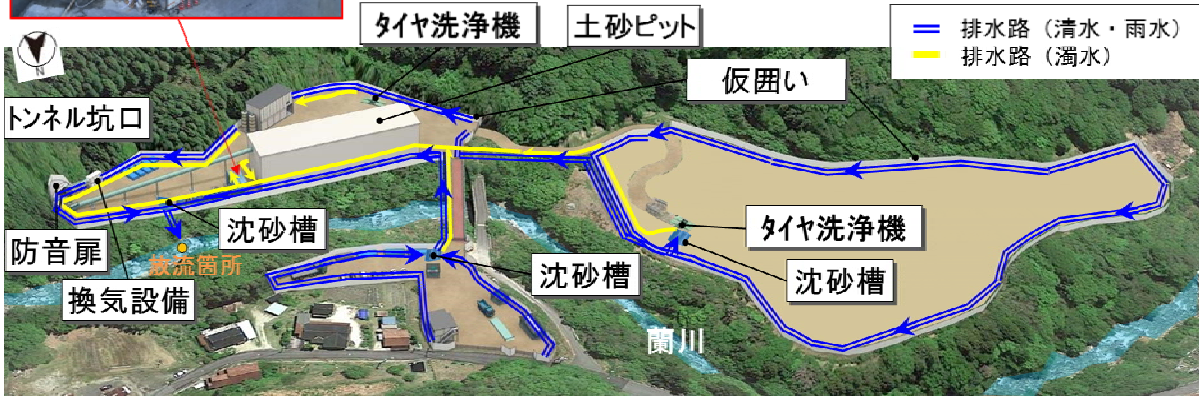 タイヤ洗浄機
土砂ピット
排水路（清水・雨水）
排水路（濁水）
仮囲い
N
トンネル坑口
沈砂槽
タイヤ洗浄機
防音扉
放流箇所
沈砂槽
沈砂槽
換気設備
蘭川